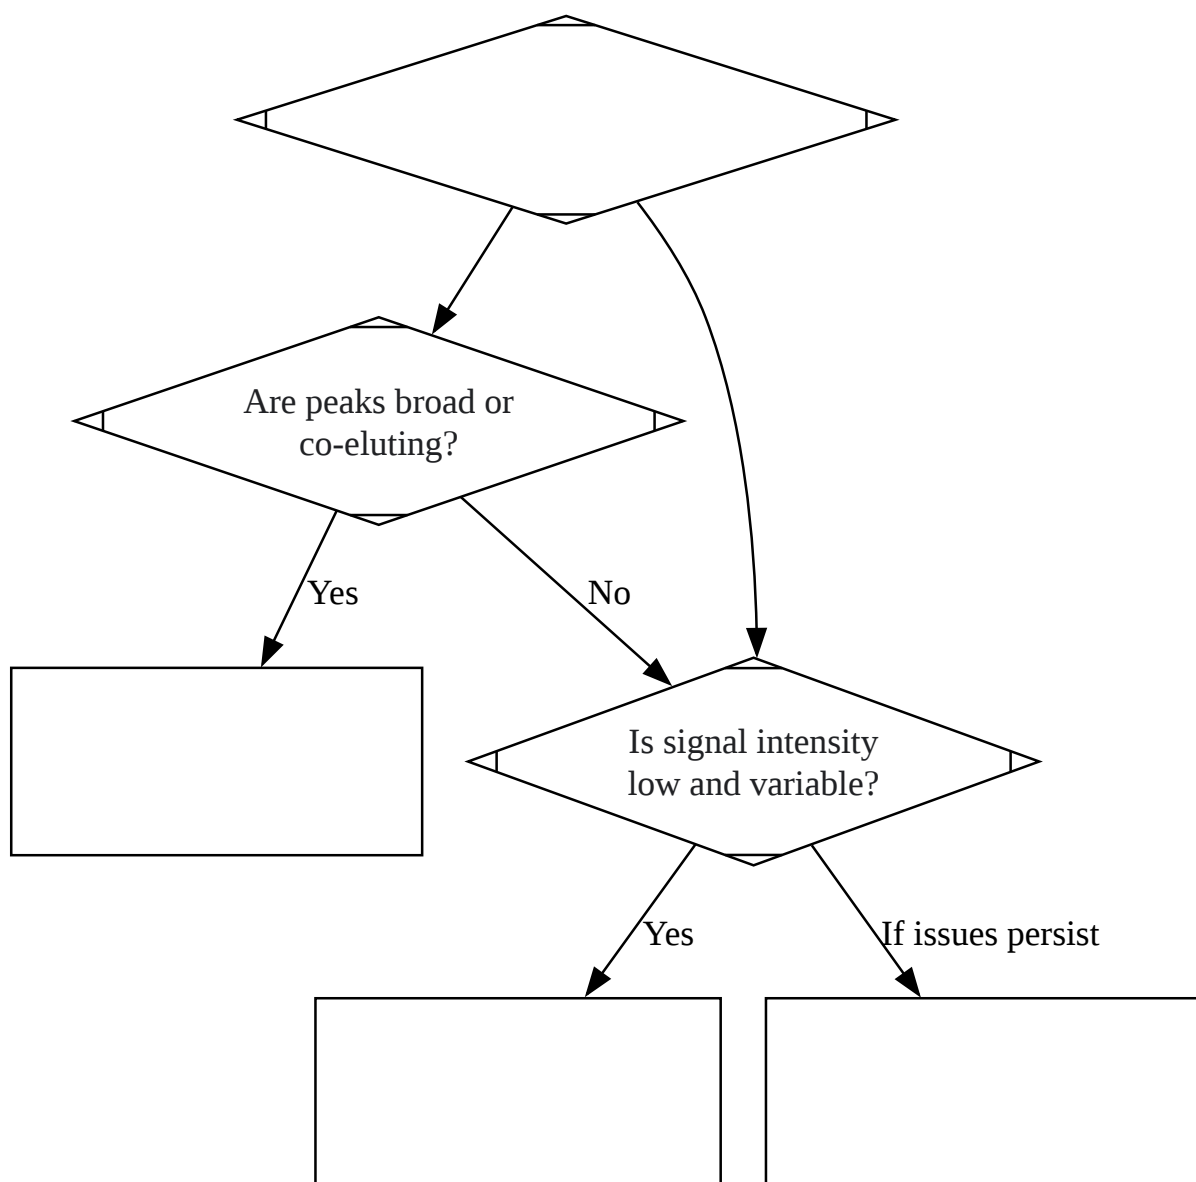 Are peaks broad or
co-eluting?
Yes
No
Is signal intensity
low and variable?
Yes
If issues persist